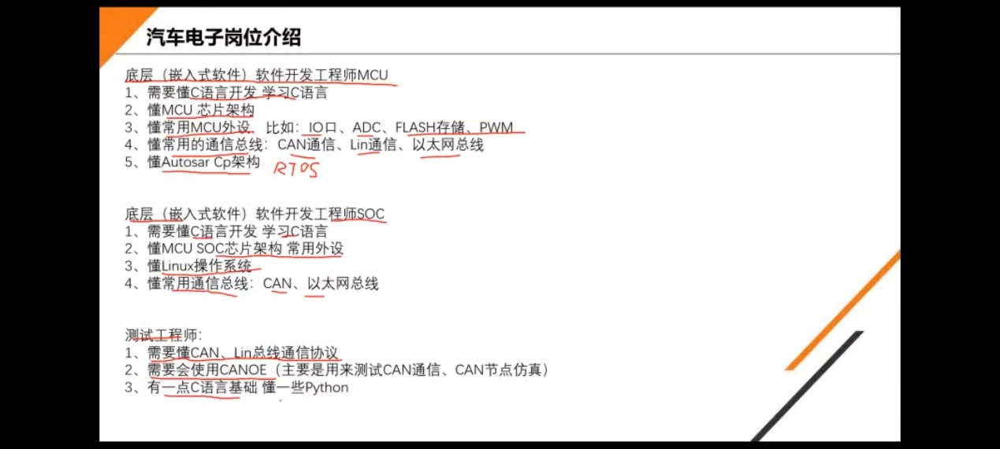 汽车电子岗位介绍
底层（嵌入式软件）软件开发工程师MCU
1、需要懂C语言开发 学习C语言
2、懂MCU 芯片架构
3、懂常用MCU外设 比如：IO口、ADC、FLASH存储、PWM
4、懂常用的通信总线：CAN通信、Lin通信、以太网总线
5、懂Autosar Cp架构 RTOS
底层（嵌入式软件）软件开发工程师SOC
1、需要懂C语言开发 学习C语言
2、懂MCU SOC芯片架构 常用外设
3、懂Linux操作系统
4、懂常用通信总线：CAN、以太网总线
测试工程师：
1、需要懂CAN、Lin总线通信协议
2、需要会使用CANOE（主要是用来测试CAN通信、CAN节点仿真）
3、有一点C语言基础 懂一些Python